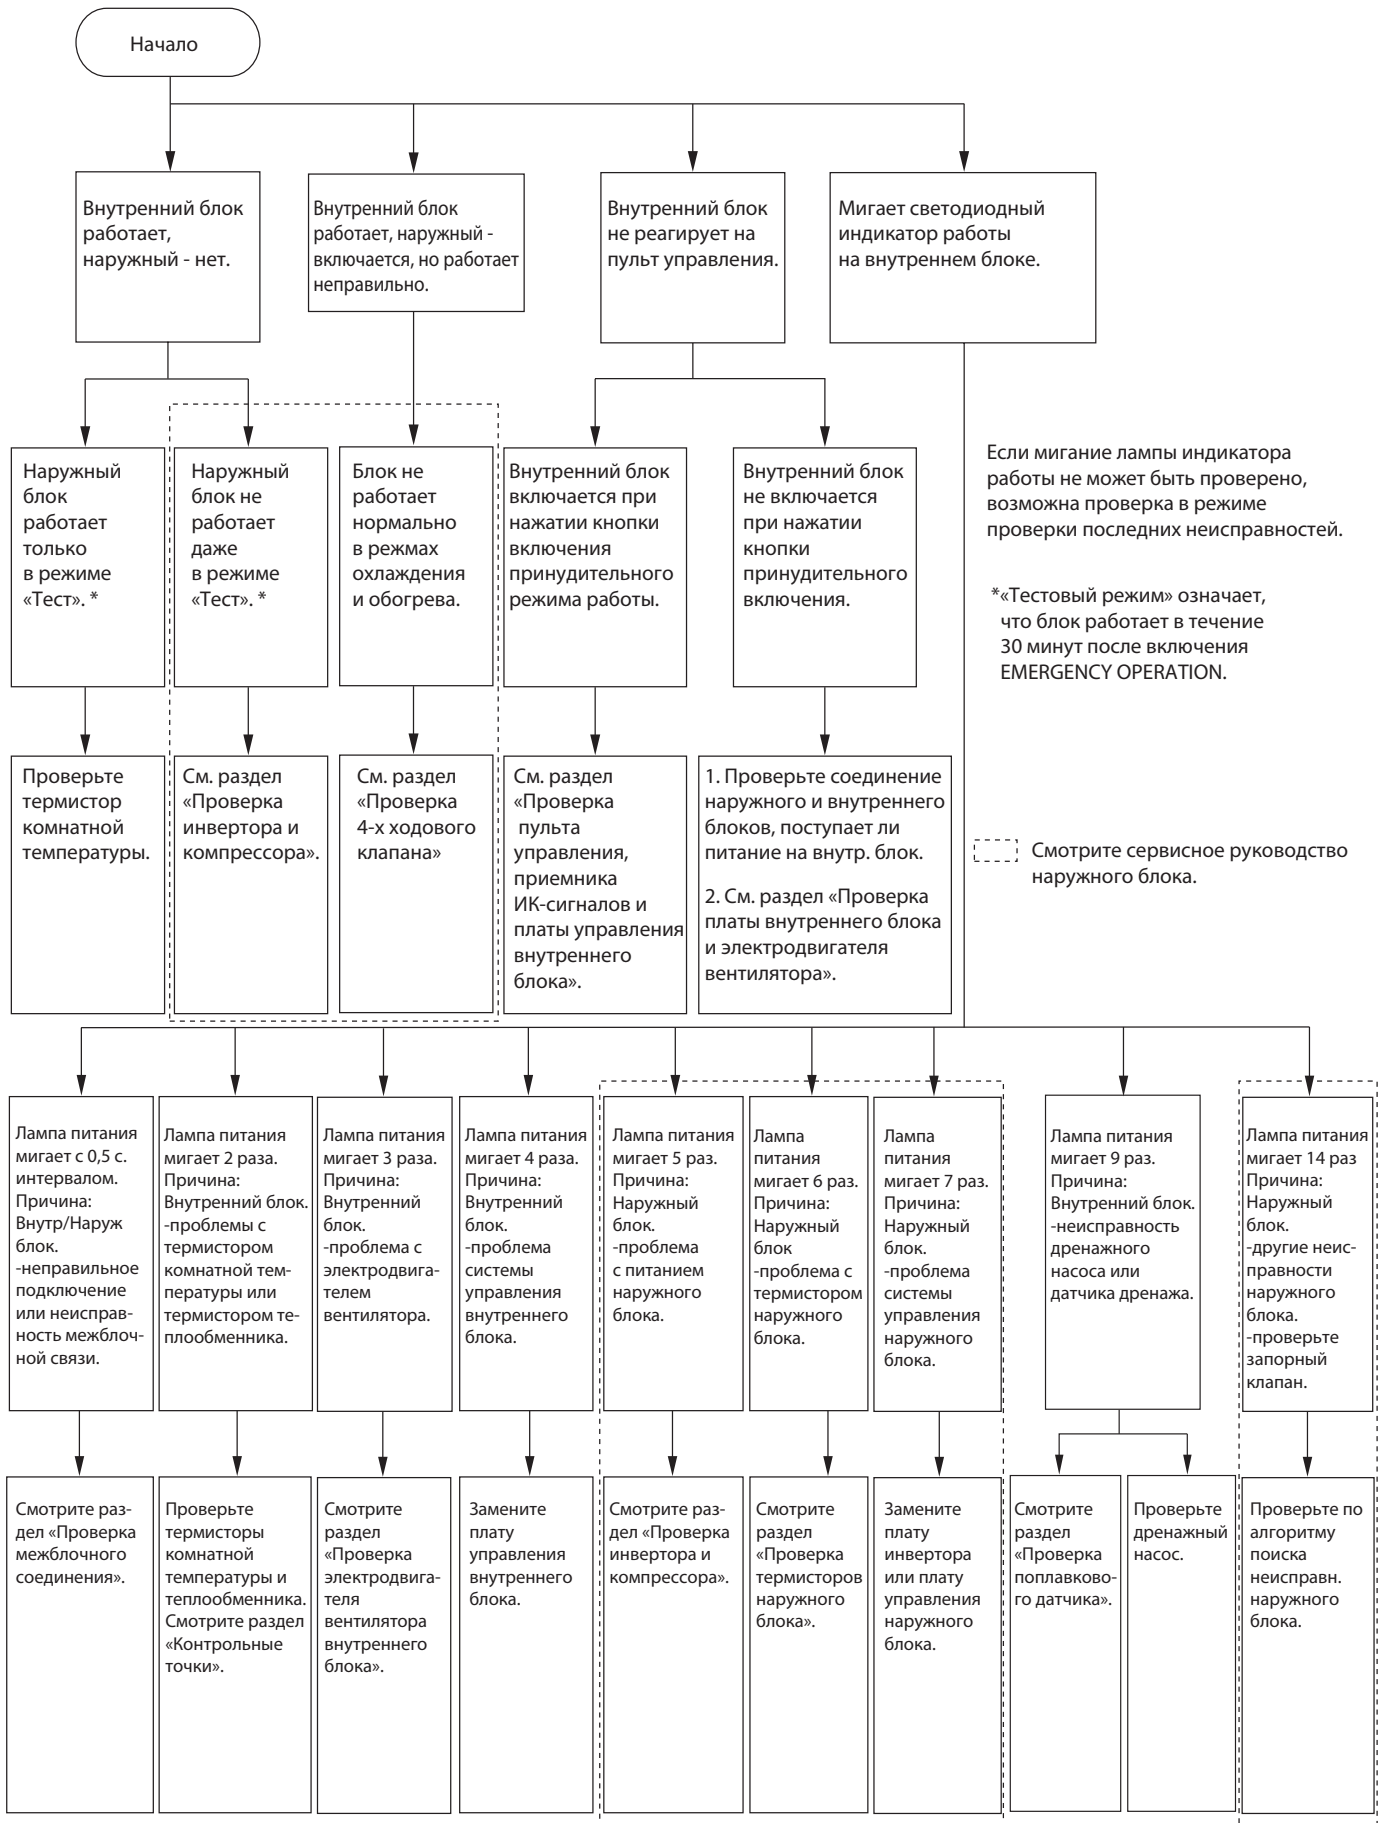 Начало
Внутренний блок
работает,
наружный - нет.
Внутренний блок
работает, наружный -
включается, но работает
неправильно.
Внутренний блок
не реагирует на
пульт управления.
Мигает светодиодный
индикатор работы
на внутреннем блоке.
Наружный
блок
работает
только
в режиме
«Тест». *
Наружный
блок не
работает
даже
в режиме
«Тест». *
Блок не
работает
нормально
в режмах
охлаждения
и обогрева.
Внутренний блок
включается при
нажатии кнопки
включения
принудительного
режима работы.
Внутренний блок
не включается
при нажатии
кнопки
принудительного
включения.
Если мигание лампы индикатора
работы не может быть проверено,
возможна проверка в режиме
проверки последних неисправностей.
*«Тестовый режим» означает,
что блок работает в течение
30 минут после включения
EMERGENCY OPERATION.
Проверьте
термистор
комнатной
температуры.
См. раздел
«Проверка
инвертора и
компрессора».
См. раздел
«Проверка
4-х ходового
клапана»
См. раздел
«Проверка
пульта
управления,
приемника
ИК-сигналов и
платы управления
внутреннего
блока».
1. Проверьте соединение
наружного и внутреннего
блоков, поступает ли
питание на внутр. блок.
2. См. раздел «Проверка
платы внутреннего блока
и электродвигателя
вентилятора».
Смотрите сервисное руководство
наружного блока.
Лампа питания
мигает с 0,5 с.
интервалом.
Причина:
Внутр/Наруж
блок.
-неправильное
подключение
или неисправ-
ность межблоч-
ной связи.
Лампа питания
мигает 2 раза.
Причина:
Внутренний блок.
-проблемы с
термистором
комнатной тем-
пературы или
термистором те-
плообменника.
Лампа питания
мигает 3 раза.
Причина:
Внутренний
блок.
-проблема с
электродвига-
телем
вентилятора.
Лампа питания
мигает 4 раза.
Причина:
Внутренний
блок.
-проблема
системы
управления
внутреннего
блока.
Лампа питания
мигает 5 раз.
Причина:
Наружный
блок.
-проблема
с питанием
наружного
блока.
Лампа
питания
мигает 6 раз.
Причина:
Наружный
блок
-проблема с
термистором
наружного
блока.
Лампа
питания
мигает 7 раз.
Причина:
Наружный
блок.
-проблема
системы
управления
наружного
блока.
Лампа питания
мигает 9 раз.
Причина:
Внутренний блок.
-неисправность
дренажного
насоса или
датчика дренажа.
Лампа питания
мигает 14 раз
Причина:
Наружный
блок.
-другие неис-
правности
наружного
блока.
-проверьте
запорный
клапан.
Смотрите раз-
дел «Проверка
межблочного
соединения».
Проверьте
термисторы
комнатной
температуры и
теплообменника.
Смотрите раздел
«Контрольные
точки».
Смотрите
раздел
«Проверка
электродвига-
теля
вентилятора
внутреннего
блока».
Замените
плату
управления
внутреннего
блока.
Смотрите раз-
дел «Проверка
инвертора и
компрессора».
Смотрите
раздел
«Проверка
термисторов
наружного
блока».
Замените
плату
инвертора
или плату
управления
наружного
блока.
Смотрите
раздел
«Проверка
поплавково-
го датчика».
Проверьте
дренажный
насос.
Проверьте по
алгоритму
поиска
неисправн.
наружного
блока.